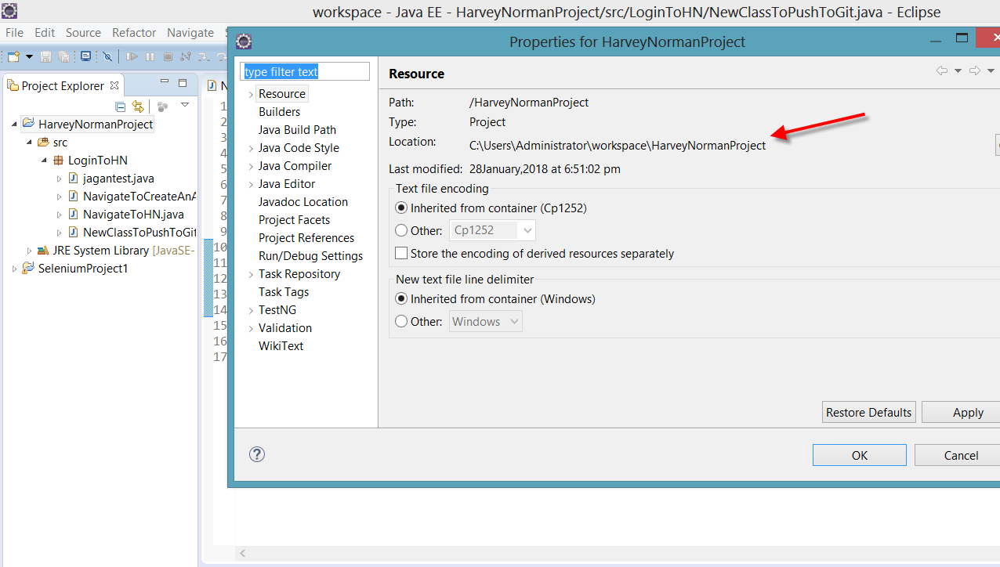 workspace - Java EE - HarveyNormanProject/src/LoginToHN/NewClassToPushToGit.java - Eclipse
File Edit Source Refactor Navigate
Properties for HarveyNormanProject
Project Explorer
HarveyNormanProject
src
LoginToHN
jagantest.java
NavigateToCreateAnA
NavigateToHN.java
NewClassToPushToGit
JRE System Library [JavaSE-
SeleniumProject1
N
1
2
3
4
5
6
7
8
9
10
11
12
13
14
15
16
17
type filter text
Resource
Builders
Java Build Path
Java Code Style
Java Compiler
Java Editor
Javadoc Location
Project Facets
Project References
Run/Debug Settings
Task Repository
Task Tags
TestNG
Validation
WikiText
Resource
Path: /HarveyNormanProject
Type: Project
Location: C:\Users\Administrator\workspace\HarveyNormanProject
Last modified: 28January,2018 at 6:51:02 pm
Text file encoding
Inherited from container (Cp1252)
Other: Cp1252
Store the encoding of derived resources separately
New text file line delimiter
Inherited from container (Windows)
Other: Windows
Restore Defaults Apply
? OK Cancel